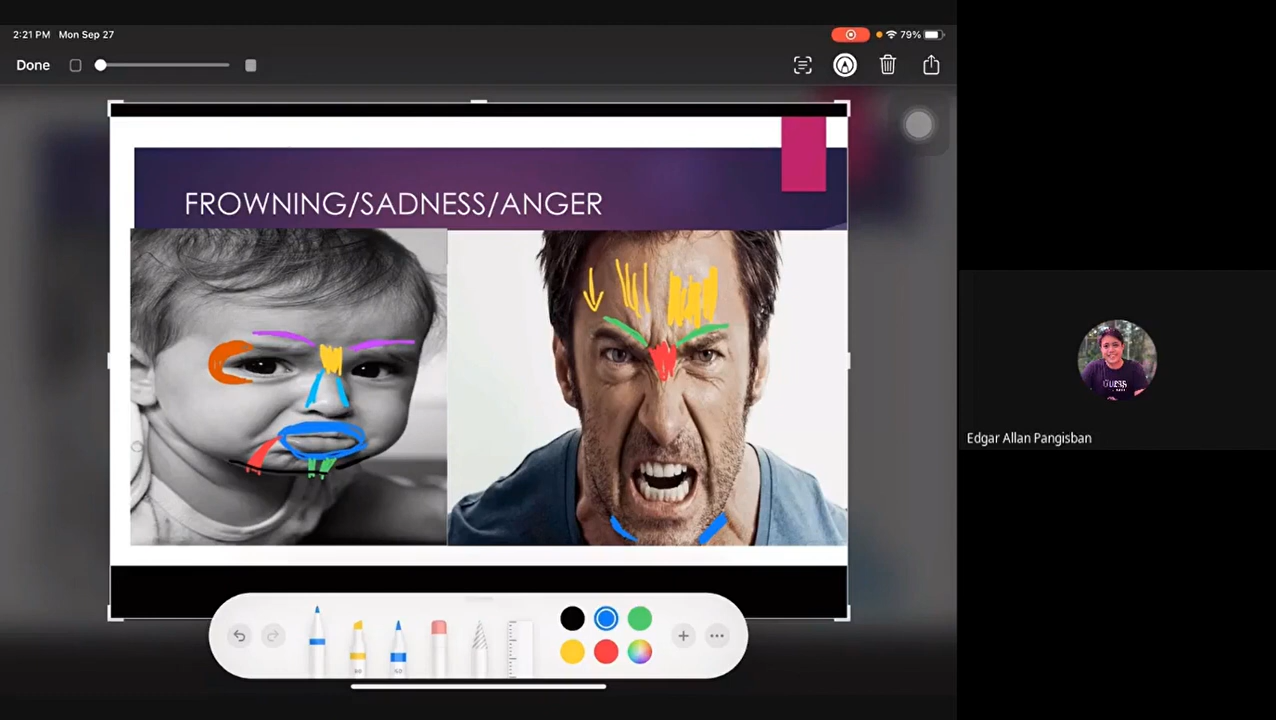 2:21 PM Mon Sep 27 79%
Done
FROWNING/SADNESS/ANGER
GUESS
Edgar Allan Pangisban